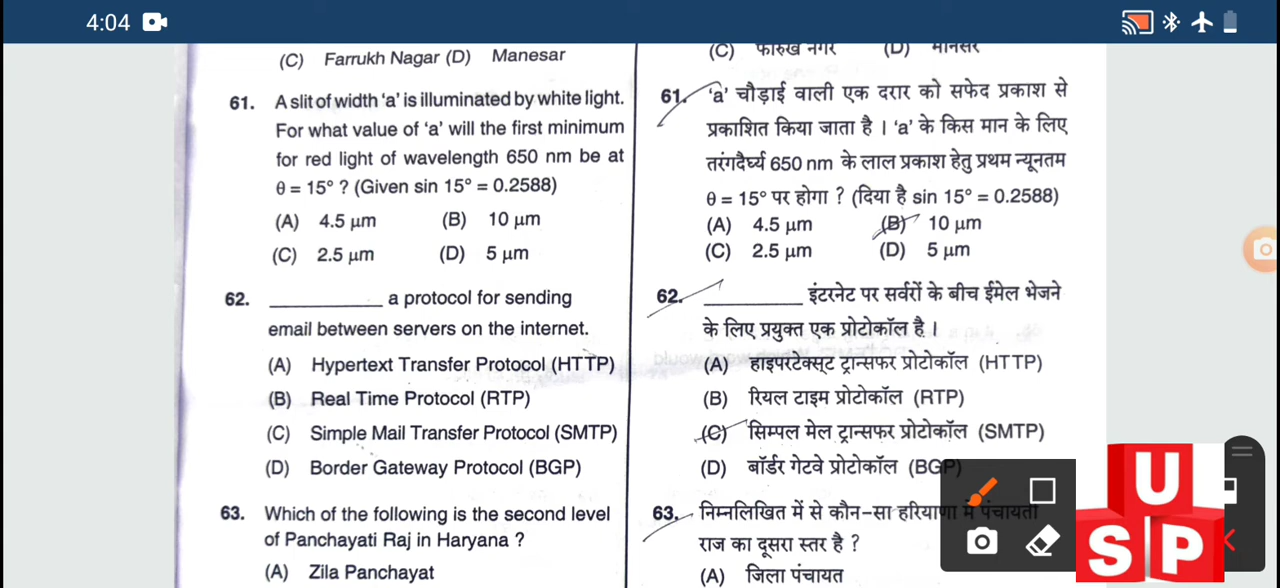 4:04
(C) Farrukh Nagar (D) Manesar
61. A slit of width 'a' is illuminated by white light.
For what value of 'a' will the first minimum
for red light of wavelength 650 nm be at
θ = 15° ? (Given sin 15° = 0.2588)
(A) 4.5 μm (B) 10 μm
(C) 2.5 μm (D) 5 μm
62. __________ a protocol for sending
email between servers on the internet.
(A) Hypertext Transfer Protocol (HTTP)
(B) Real Time Protocol (RTP)
(C) Simple Mail Transfer Protocol (SMTP)
(D) Border Gateway Protocol (BGP)
63. Which of the following is the second level
of Panchayati Raj in Haryana ?
(A) Zila Panchayat
(C) फारुख नगर (D) मानेसर
61. 'a' चौड़ाई वाली एक दरार को सफेद प्रकाश से
प्रकाशित किया जाता है । 'a' के किस मान के लिए
तरंगदैर्घ्य 650 nm के लाल प्रकाश हेतु प्रथम न्यूनतम
θ = 15° पर होगा ? (दिया है sin 15° = 0.2588)
(A) 4.5 μm (B) 10 μm
(C) 2.5 μm (D) 5 μm
62. __________ इंटरनेट पर सर्वरों के बीच ईमेल भेजने
के लिए प्रयुक्त एक प्रोटोकॉल है ।
(A) हाइपरटेक्स्ट ट्रान्सफर प्रोटोकॉल (HTTP)
(B) रियल टाइम प्रोटोकॉल (RTP)
(C) सिम्पल मेल ट्रान्सफर प्रोटोकॉल (SMTP)
(D) बॉर्डर गेटवे प्रोटोकॉल (BGP)
63. निम्नलिखित में से कौन-सा हरियाणा में पंचायती
राज का दूसरा स्तर है ?
(A) जिला पंचायत
U
S P